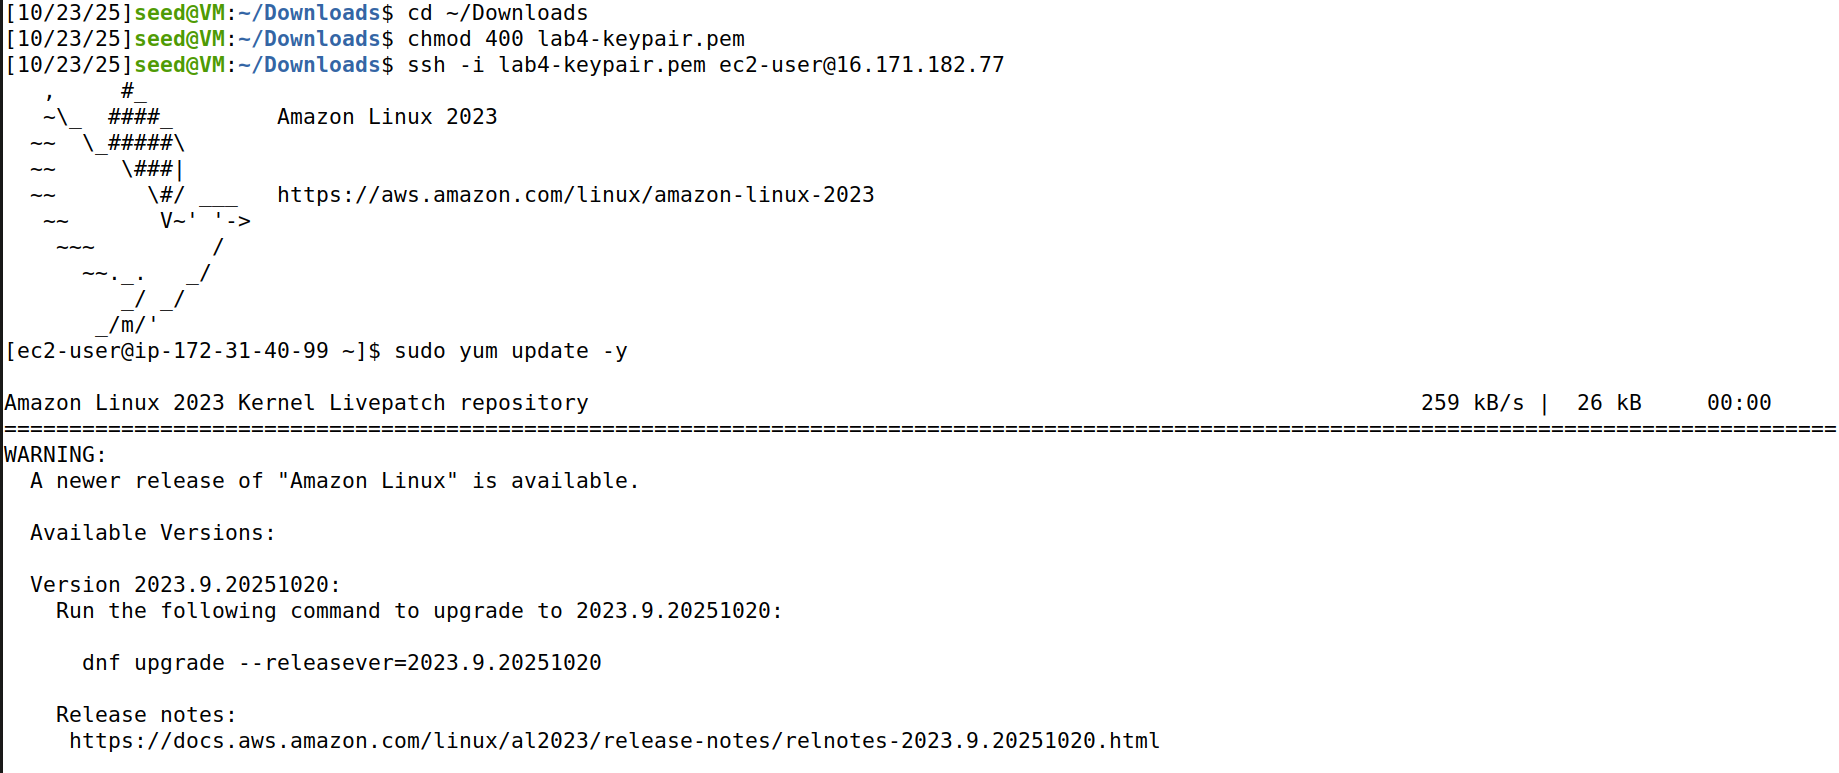 [10/23/25]seed@VM:~/Downloads$ cd ~/Downloads
[10/23/25]seed@VM:~/Downloads$ chmod 400 lab4-keypair.pem
[10/23/25]seed@VM:~/Downloads$ ssh -i lab4-keypair.pem ec2-user@16.171.182.77
   ,     #_
   ~\_  ####_        Amazon Linux 2023
  ~~  \_#####\
  ~~     \###|
  ~~       \#/ ___   https://aws.amazon.com/linux/amazon-linux-2023
   ~~       V~' '->
    ~~~         /
      ~~._.   _/
         _/ _/
       _/m/'
[ec2-user@ip-172-31-40-99 ~]$ sudo yum update -y
Amazon Linux 2023 Kernel Livepatch repository                                                                259 kB/s |  26 kB     00:00
=============================================================================================================================================
WARNING:
  A newer release of "Amazon Linux" is available.
  Available Versions:
  Version 2023.9.20251020:
    Run the following command to upgrade to 2023.9.20251020:
      dnf upgrade --releasever=2023.9.20251020
    Release notes:
     https://docs.aws.amazon.com/linux/al2023/release-notes/relnotes-2023.9.20251020.html